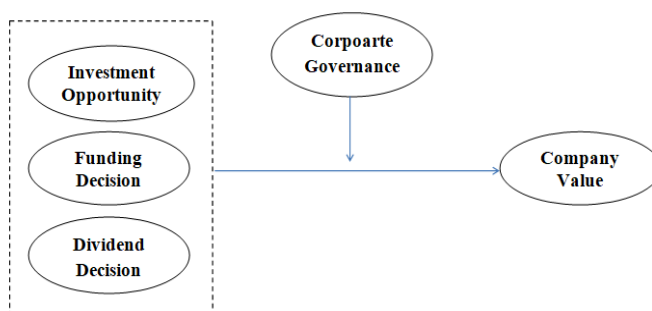 Corpoarte
Governance
Investment
Opportunity
Funding
Decision
Company
Value
Dividend
Decision